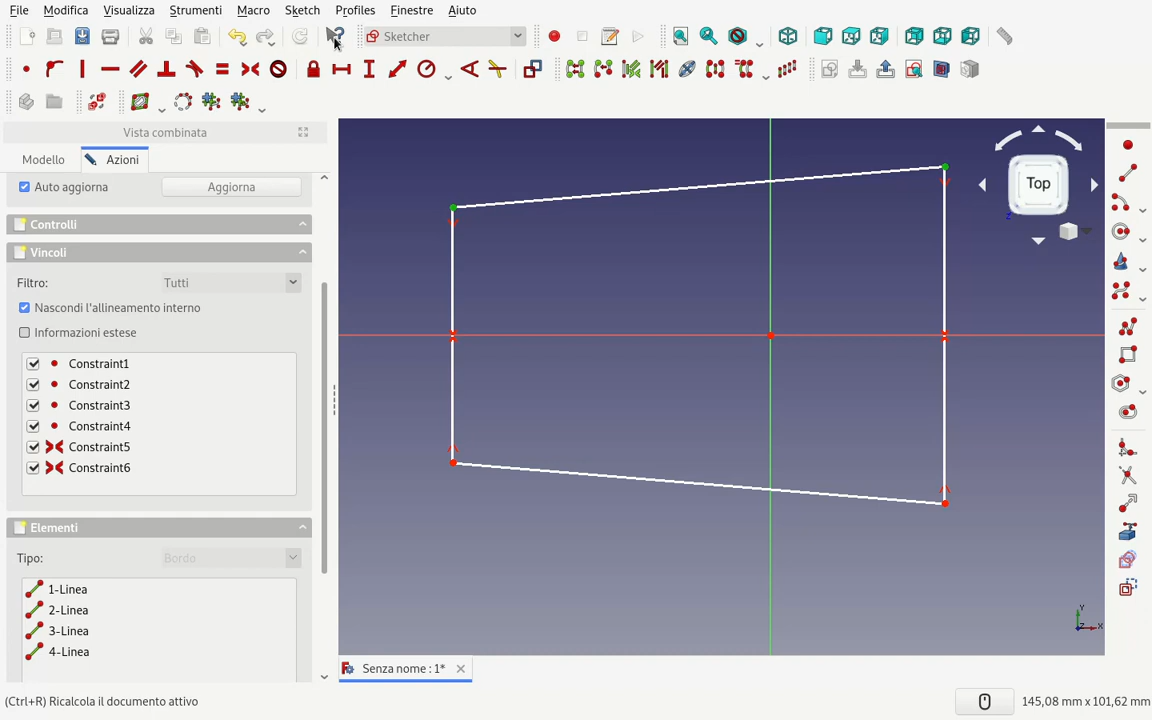 File Modifica Visualizza Strumenti Macro Sketch Profiles Finestre Aiuto
Sketcher
Vista combinata
Modello Azioni
Auto aggiorna Aggiorna
Controlli
Vincoli
Filtro: Tutti
Nascondi l'allineamento interno
Informazioni estese
Constraint1
Constraint2
Constraint3
Constraint4
Constraint5
Constraint6
Elementi
Tipo: Bordo
1-Linea
2-Linea
3-Linea
4-Linea
Top
Z
Y
Z X
Senza nome : 1*
(Ctrl+R) Ricalcola il documento attivo 145,08 mm x 101,62 mm